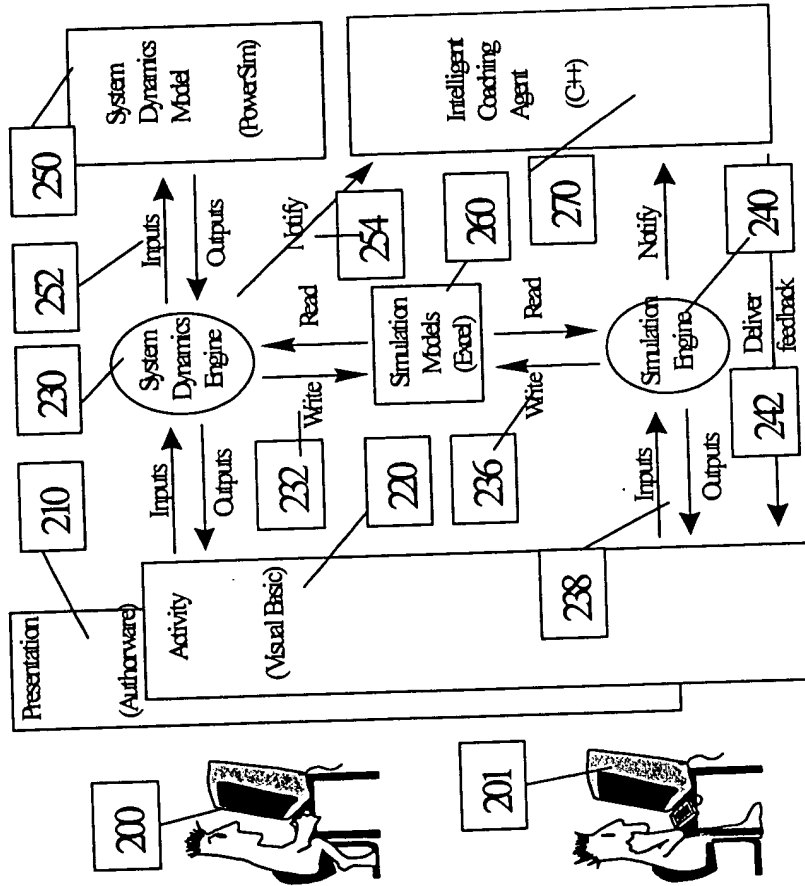 200
201
Presentation
(Authorware)
210
Activity
(Visual Basic)
220
Inputs
Outputs
230
System
Dynamics
Engine
252
Inputs
Outputs
250
System
Dynamics
Model
(PowerSim)
232
Write
Read
Notify
254
Simulation
Models
(Excel)
260
236
Write
Read
238
Inputs
Outputs
Simulation
Engine
240
Notify
270
Intelligent
Coaching
Agent
(C++)
242
Deliver
feedback